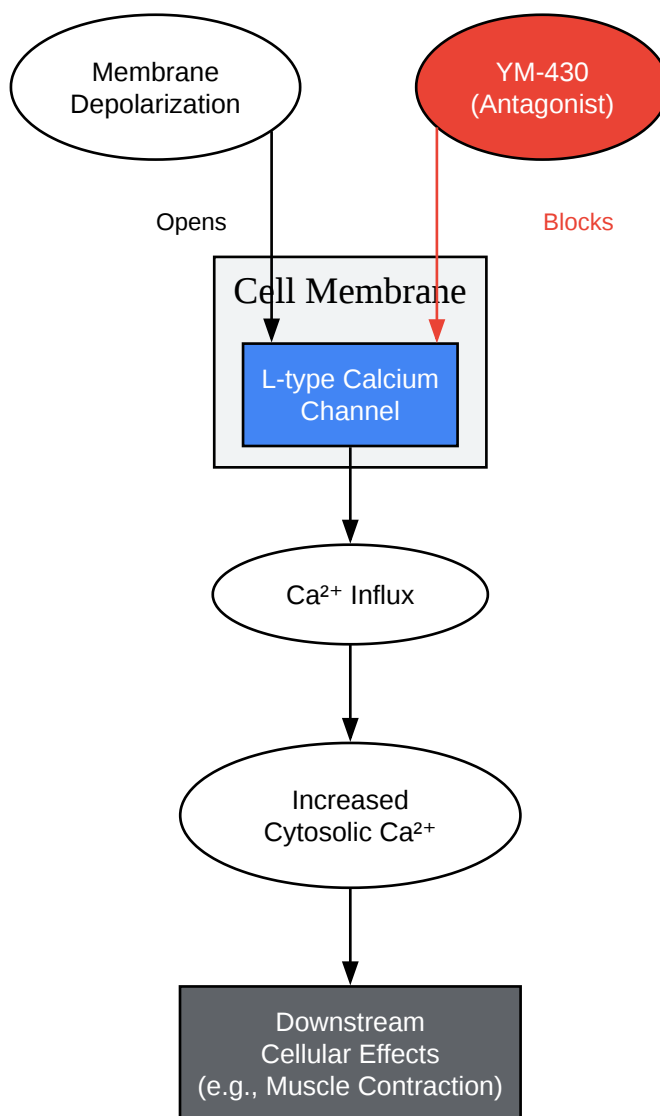 Membrane
Depolarization
YM-430
(Antagonist)
Opens
Blocks
Cell Membrane
L-type Calcium
Channel
Ca²⁺ Influx
Increased
Cytosolic Ca²⁺
Downstream
Cellular Effects
(e.g., Muscle Contraction)